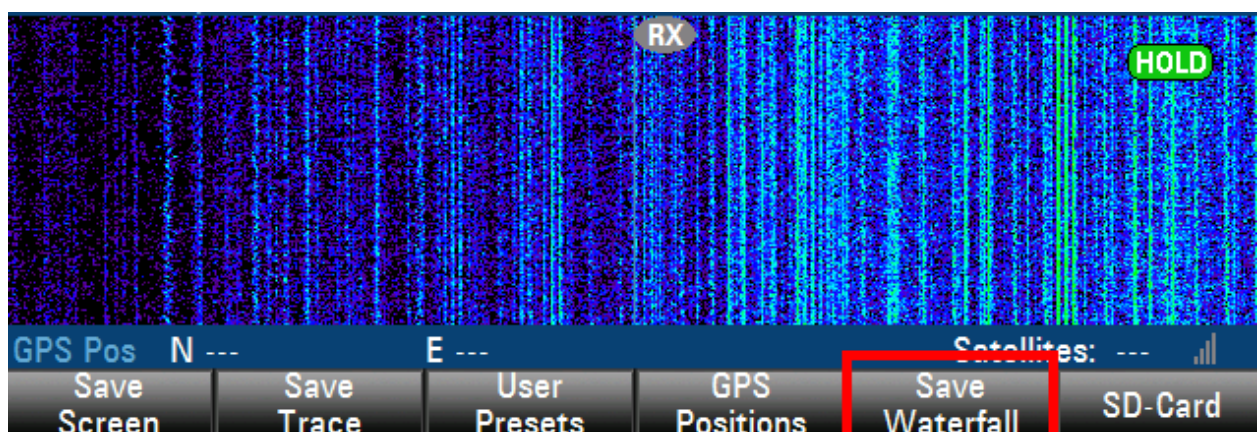 RX
HOLD
GPS Pos N --- E --- Satellites: ---
Save Save User GPS Save SD-Card
Screen Trace Presets Positions Waterfall